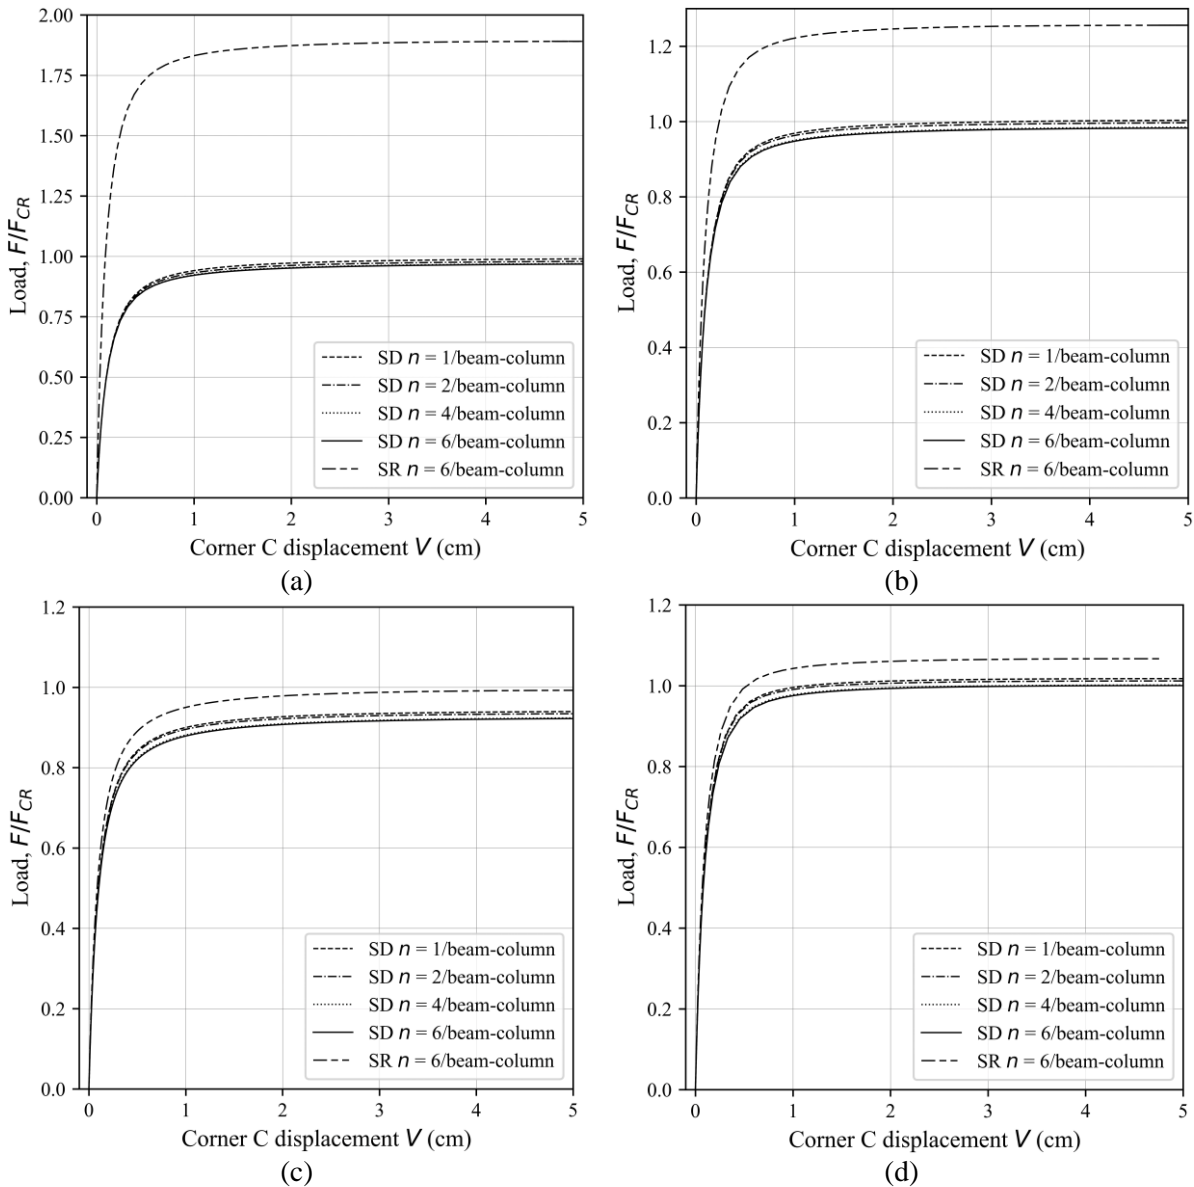 2.00
1.75
1.50
1.25
1.00
0.75
0.50
0.25
0.00
Load, F/F_CR
SD n = 1/beam-column
SD n = 2/beam-column
SD n = 4/beam-column
SD n = 6/beam-column
SR n = 6/beam-column
0 1 2 3 4 5
Corner C displacement V (cm)
(a)
1.2
1.0
0.8
0.6
0.4
0.2
0.0
Load, F/F_CR
SD n = 1/beam-column
SD n = 2/beam-column
SD n = 4/beam-column
SD n = 6/beam-column
SR n = 6/beam-column
0 1 2 3 4 5
Corner C displacement V (cm)
(b)
1.2
1.0
0.8
0.6
0.4
0.2
0.0
Load, F/F_CR
SD n = 1/beam-column
SD n = 2/beam-column
SD n = 4/beam-column
SD n = 6/beam-column
SR n = 6/beam-column
0 1 2 3 4 5
Corner C displacement V (cm)
(c)
1.2
1.0
0.8
0.6
0.4
0.2
0.0
Load, F/F_CR
SD n = 1/beam-column
SD n = 2/beam-column
SD n = 4/beam-column
SD n = 6/beam-column
SR n = 6/beam-column
0 1 2 3 4 5
Corner C displacement V (cm)
(d)